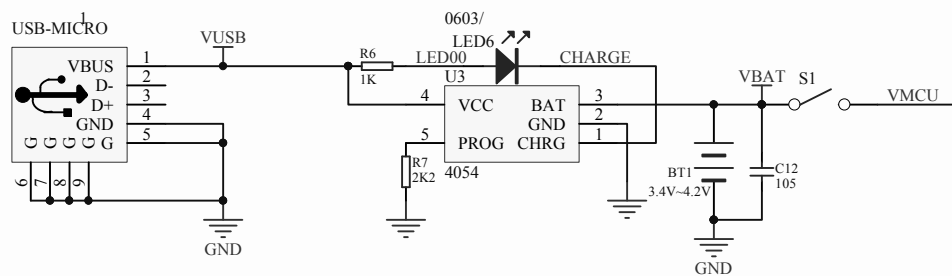 1
USB-MICRO
VBUS 1
D- 2
D+ 3
GND 4
G 5
G G G G
6 7 8 9
GND
VUSB
R6
1K
LED00
0603/
LED6
CHARGE
U3
4 VCC
5 PROG
BAT 3
GND 2
CHRG 1
4054
R7
2K2
VBAT
S1
VMCU
BT1
3.4V~4.2V
C12
105
GND